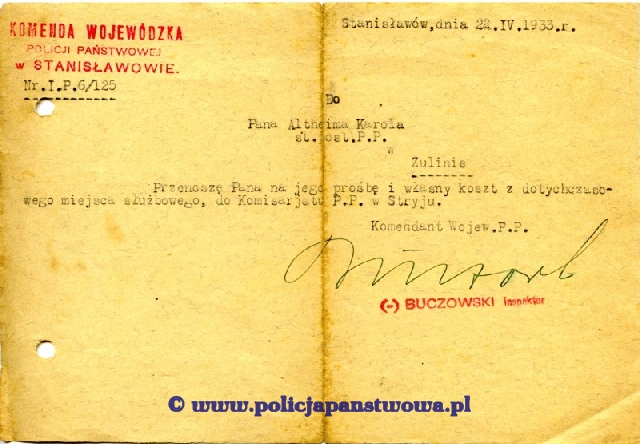 KOMENDA WOJEWÓDZKA
POLICJI PAŃSTWOWEJ
w STANISŁAWOWIE.
Nr.I.P.6/125
Stanisławów,dnia 22.IV.1933.r.
Do
Pana Altheima Karola
st.post.P.P.
w
Zulinie
Przenoszę Pana na jego prośbę i własny koszt z dotychczaso-
wego miejsca służbowego, do Komisarjatu P.P. w Stryju.
Komendant Wojew.P.P.
(-) BUCZOWSKI Inspektor
© www.policjapanstwowa.pl